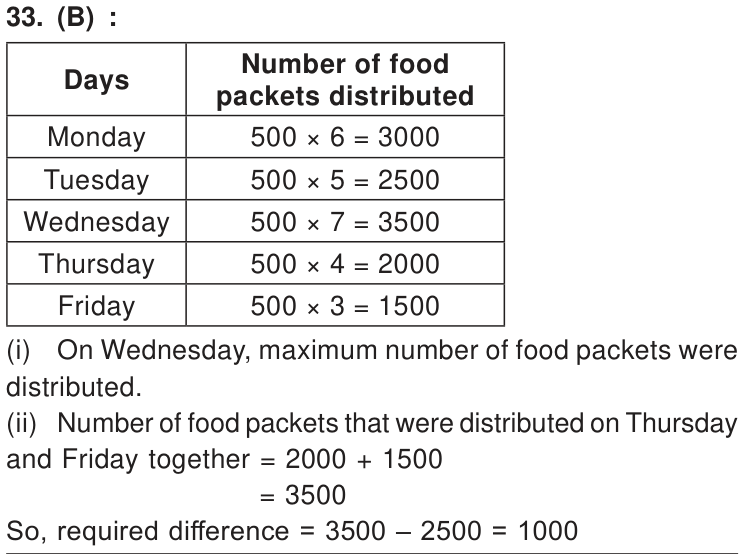 33. (B) :
Days
Number of food
packets distributed
Monday 500 × 6 = 3000
Tuesday 500 × 5 = 2500
Wednesday 500 × 7 = 3500
Thursday 500 × 4 = 2000
Friday 500 × 3 = 1500
(i) On Wednesday, maximum number of food packets were
distributed.
(ii) Number of food packets that were distributed on Thursday
and Friday together = 2000 + 1500
= 3500
So, required difference = 3500 – 2500 = 1000